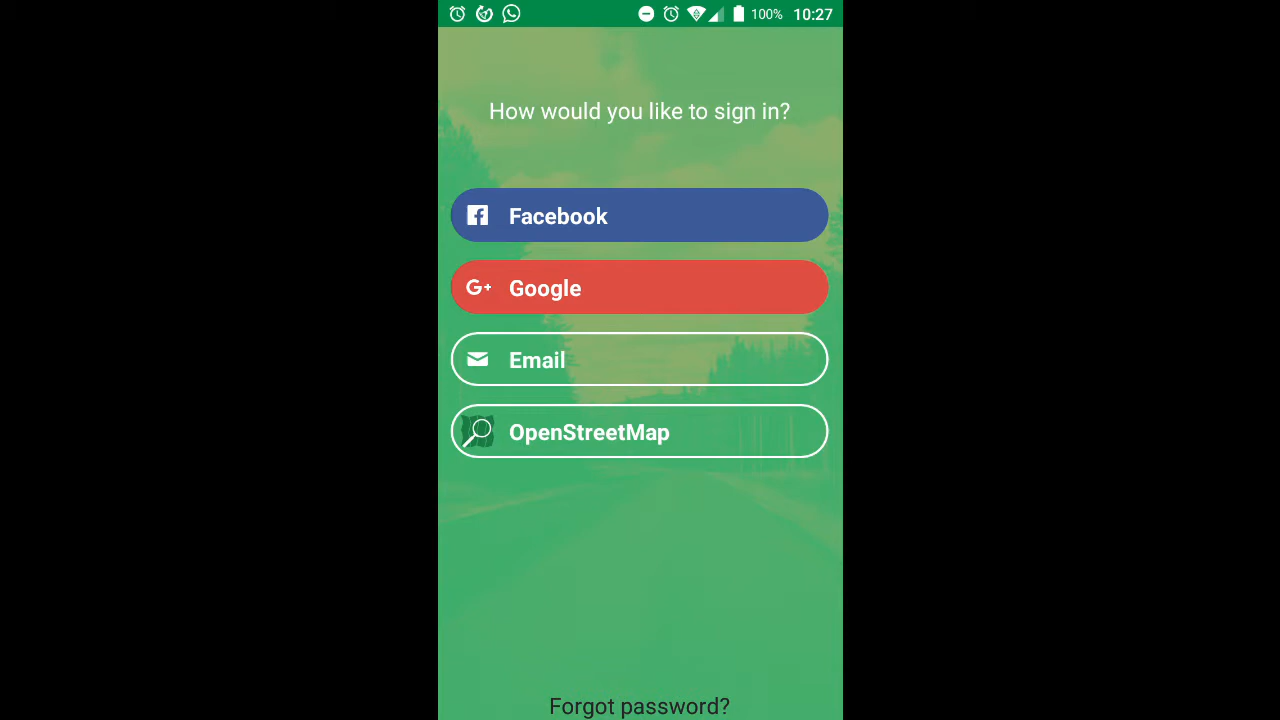 100% 10:27
How would you like to sign in?
Facebook
G+ Google
Email
OpenStreetMap
Forgot password?